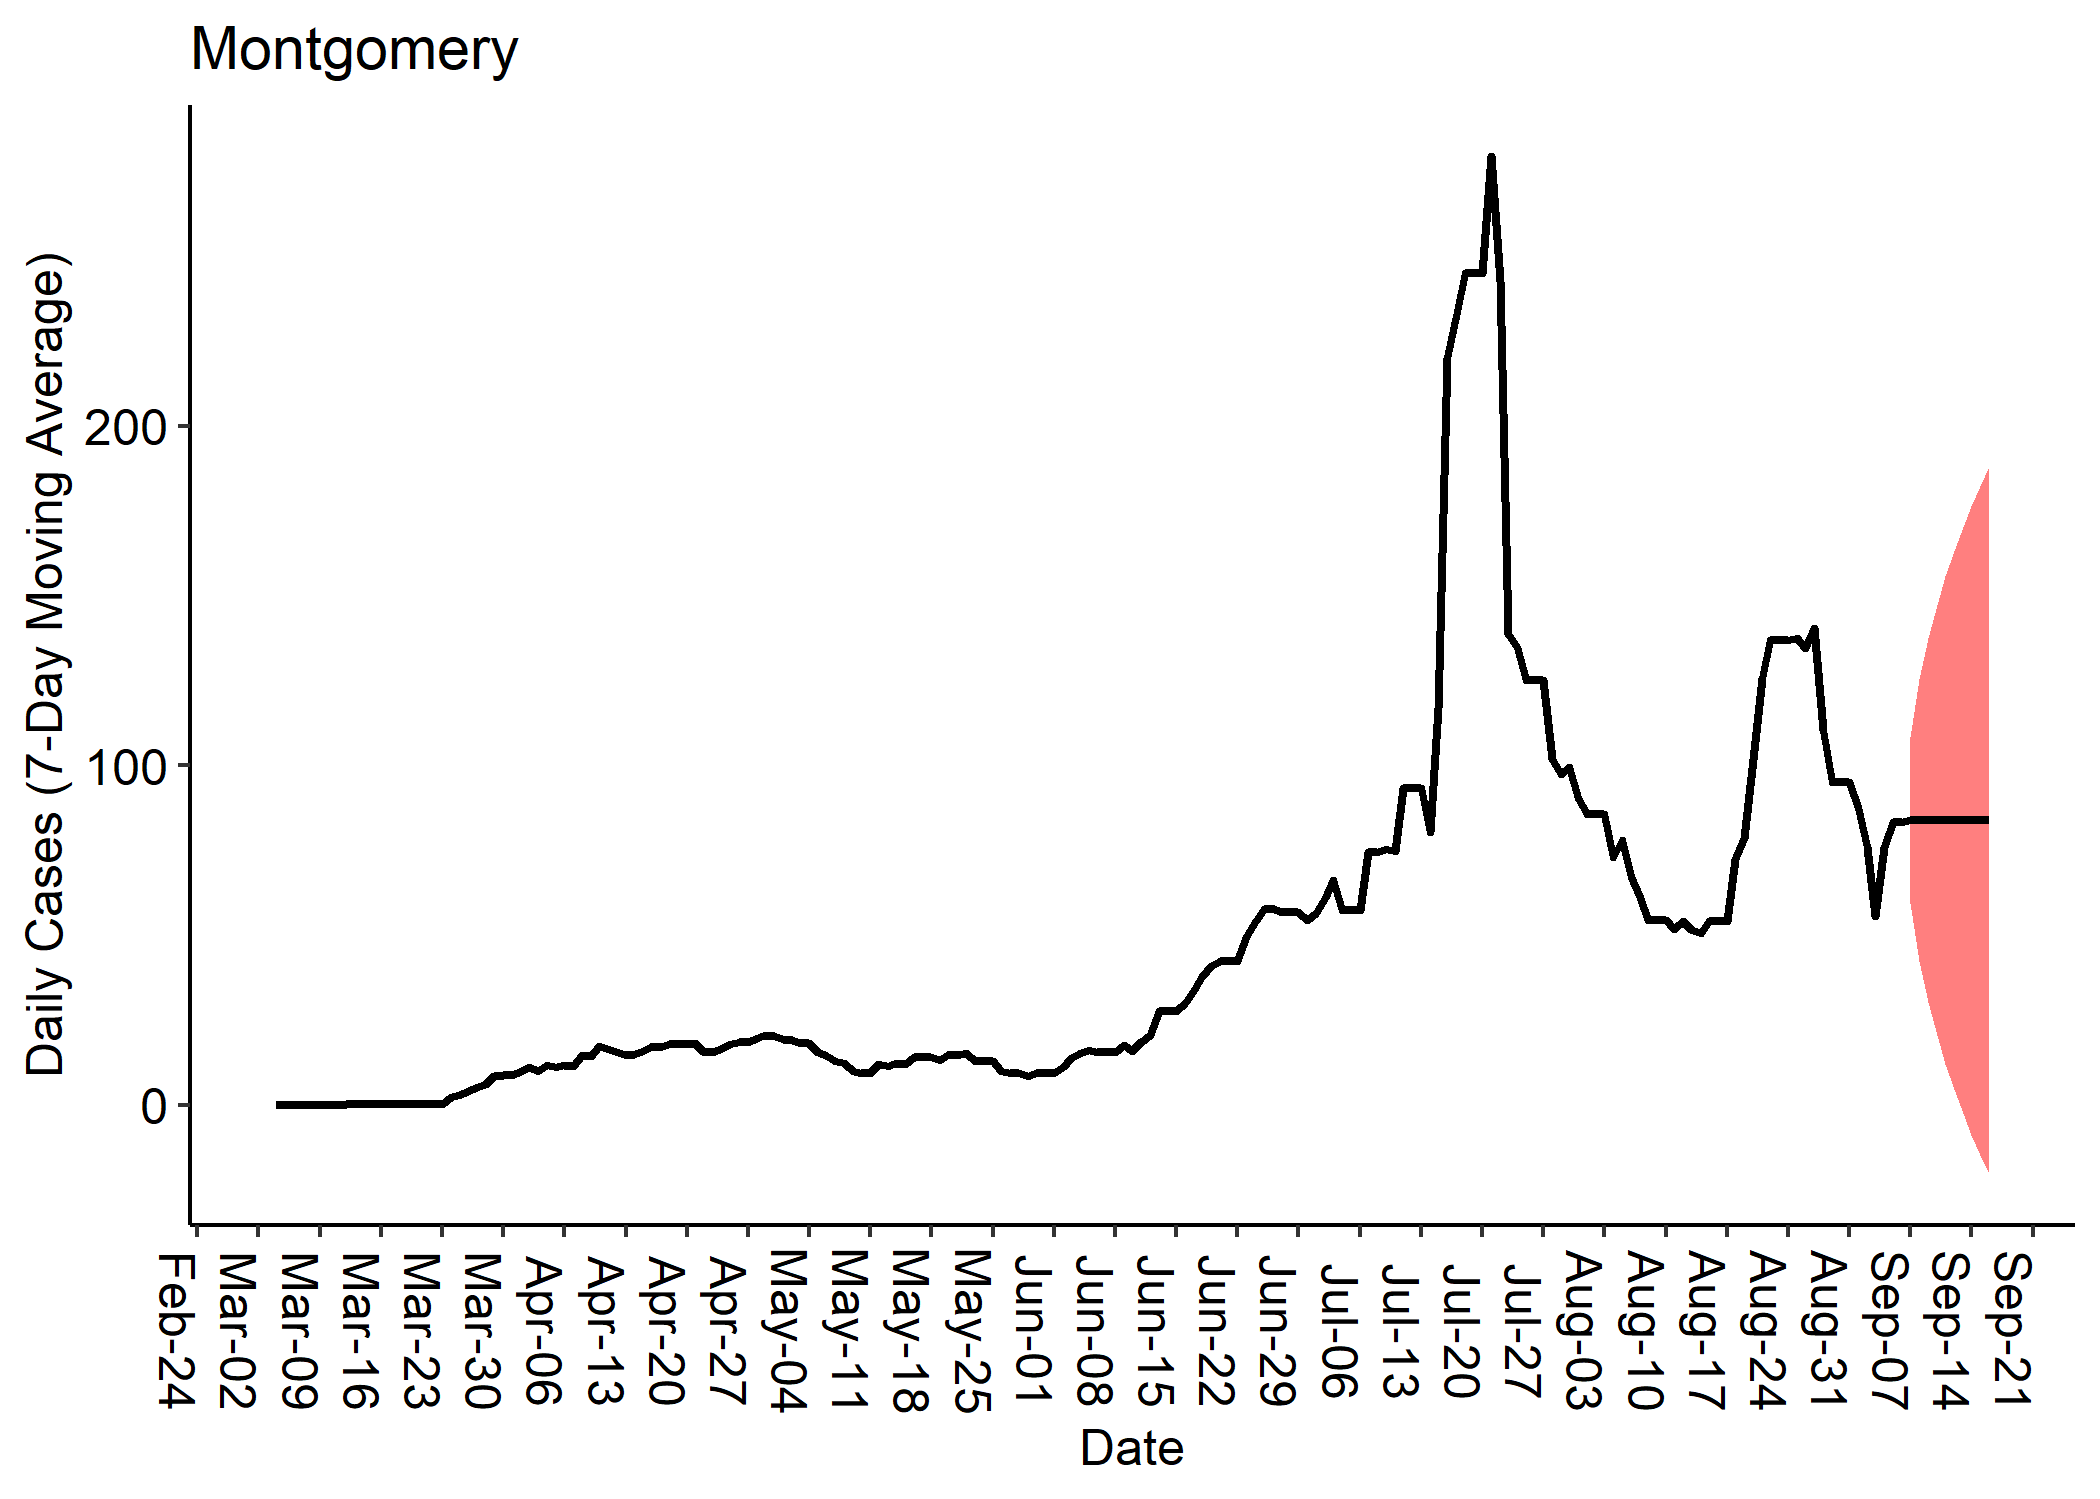 Montgomery
Daily Cases (7-Day Moving Average)
200
100
0
Feb-24
Mar-02
Mar-09
Mar-16
Mar-23
Mar-30
Apr-06
Apr-13
Apr-20
Apr-27
May-04
May-11
May-18
May-25
Jun-01
Jun-08
Jun-15
Jun-22
Jun-29
Jul-06
Jul-13
Jul-20
Jul-27
Aug-03
Aug-10
Aug-17
Aug-24
Aug-31
Sep-07
Sep-14
Sep-21
Date